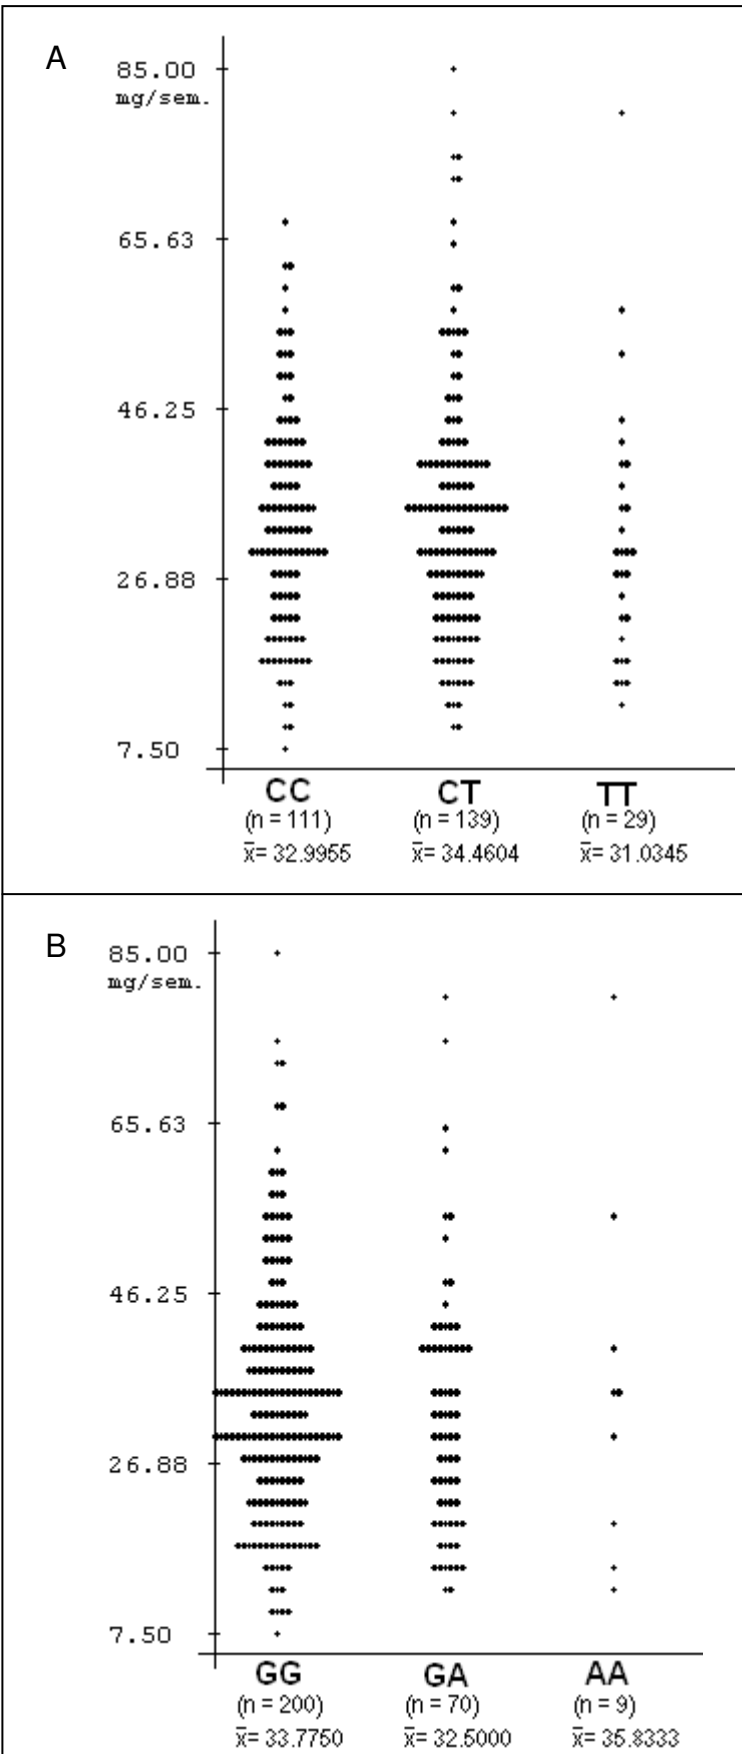 A
85.00
mg/sem.
65.63
46.25
26.88
7.50
CC CT TT
(n = 111) (n = 139) (n = 29)
x̄= 32.9955 x̄= 34.4604 x̄= 31.0345
B
85.00
mg/sem.
65.63
46.25
26.88
7.50
GG GA AA
(n = 200) (n = 70) (n = 9)
x̄= 33.7750 x̄= 32.5000 x̄= 35.8333